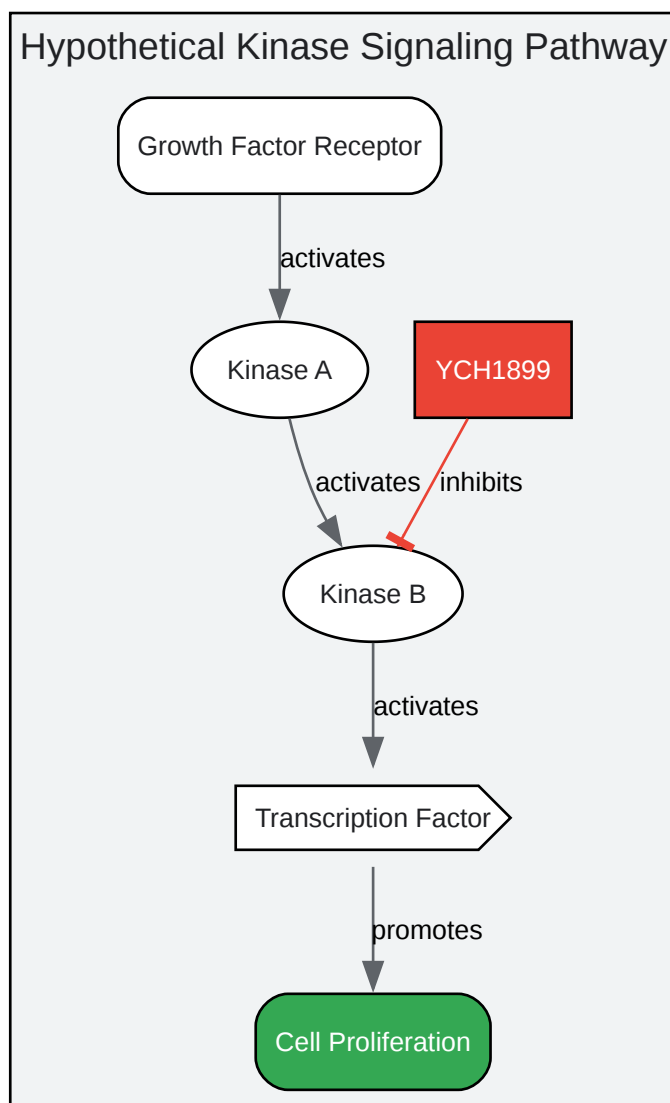 Hypothetical Kinase Signaling Pathway
Growth Factor Receptor
activates
Kinase A
YCH1899
activates
inhibits
Kinase B
activates
Transcription Factor
promotes
Cell Proliferation